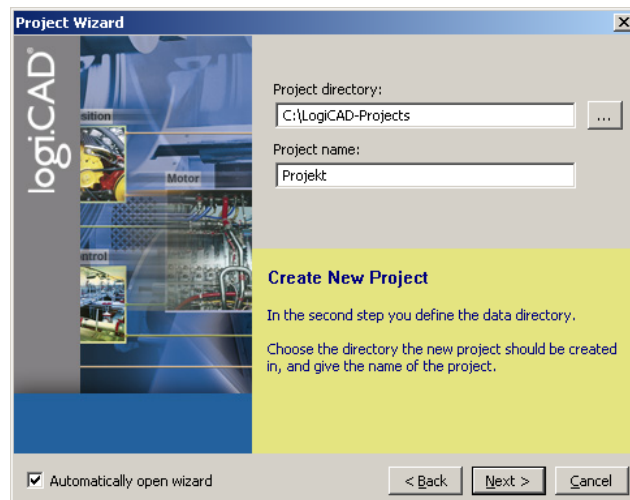 Project Wizard
logi.CAD®
sition
Motor
ntrol
Project directory:
C:\LogiCAD-Projects
...
Project name:
Projekt
Create New Project
In the second step you define the data directory.
Choose the directory the new project should be created
in, and give the name of the project.
Automatically open wizard
< Back
Next >
Cancel